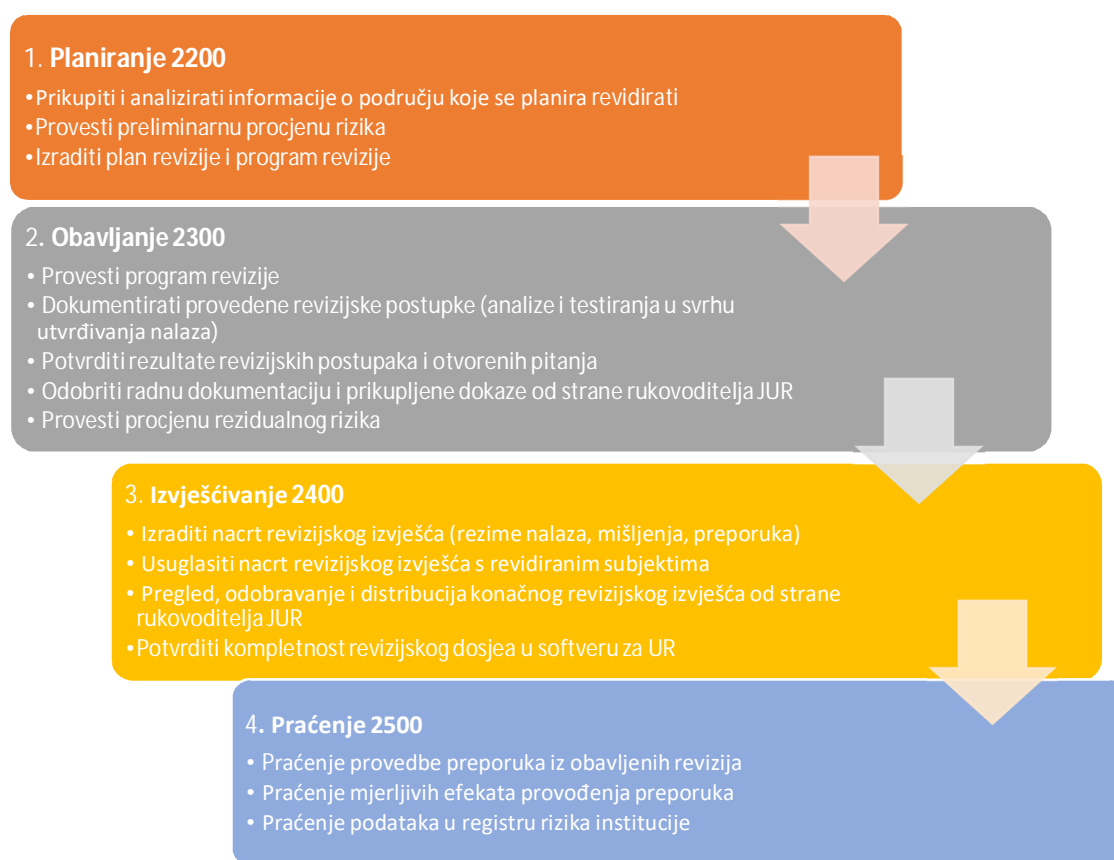 1. Planiranje 2200
•Prikupiti i analizirati informacije o području koje se planira revidirati
•Provesti preliminarnu procjenu rizika
•Izraditi plan revizije i program revizije
2. Obavljanje 2300
• Provesti program revizije
• Dokumentirati provedene revizijske postupke (analize i testiranja u svrhu
utvrđivanja nalaza)
• Potvrditi rezultate revizijskih postupaka i otvorenih pitanja
• Odobriti radnu dokumentaciju i prikupljene dokaze od strane rukovoditelja JUR
• Provesti procjenu rezidualnog rizika
3. Izvješćivanje 2400
• Izraditi nacrt revizijskog izvješća (rezime nalaza, mišljenja, preporuka)
• Usuglasiti nacrt revizijskog izvješća s revidiranim subjektima
• Pregled, odobravanje i distribucija konačnog revizijskog izvješća od strane
rukovoditelja JUR
•Potvrditi kompletnost revizijskog dosjea u softveru za UR
4. Praćenje 2500
• Praćenje provedbe preporuka iz obavljenih revizija
• Praćenje mjerljivih efekata provođenja preporuka
• Praćenje podataka u registru rizika institucije